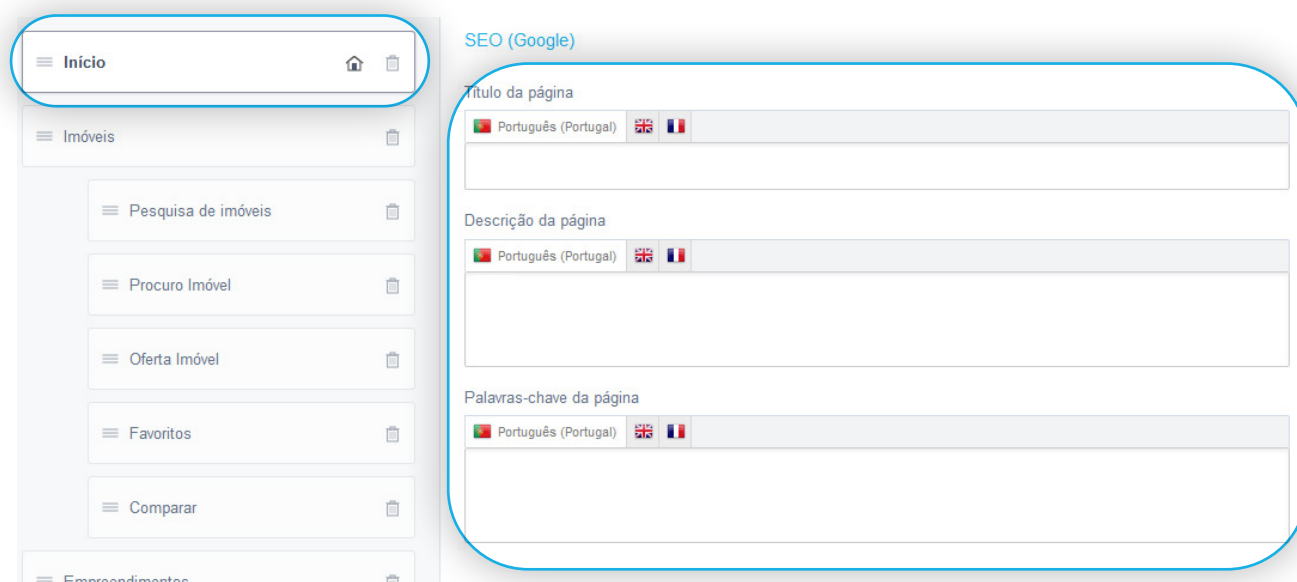 Início
Imóveis
Pesquisa de imóveis
Procuro Imóvel
Oferta Imóvel
Favoritos
Comparar
Empreendimentos
SEO (Google)
Título da página
Português (Portugal)
Descrição da página
Português (Portugal)
Palavras-chave da página
Português (Portugal)